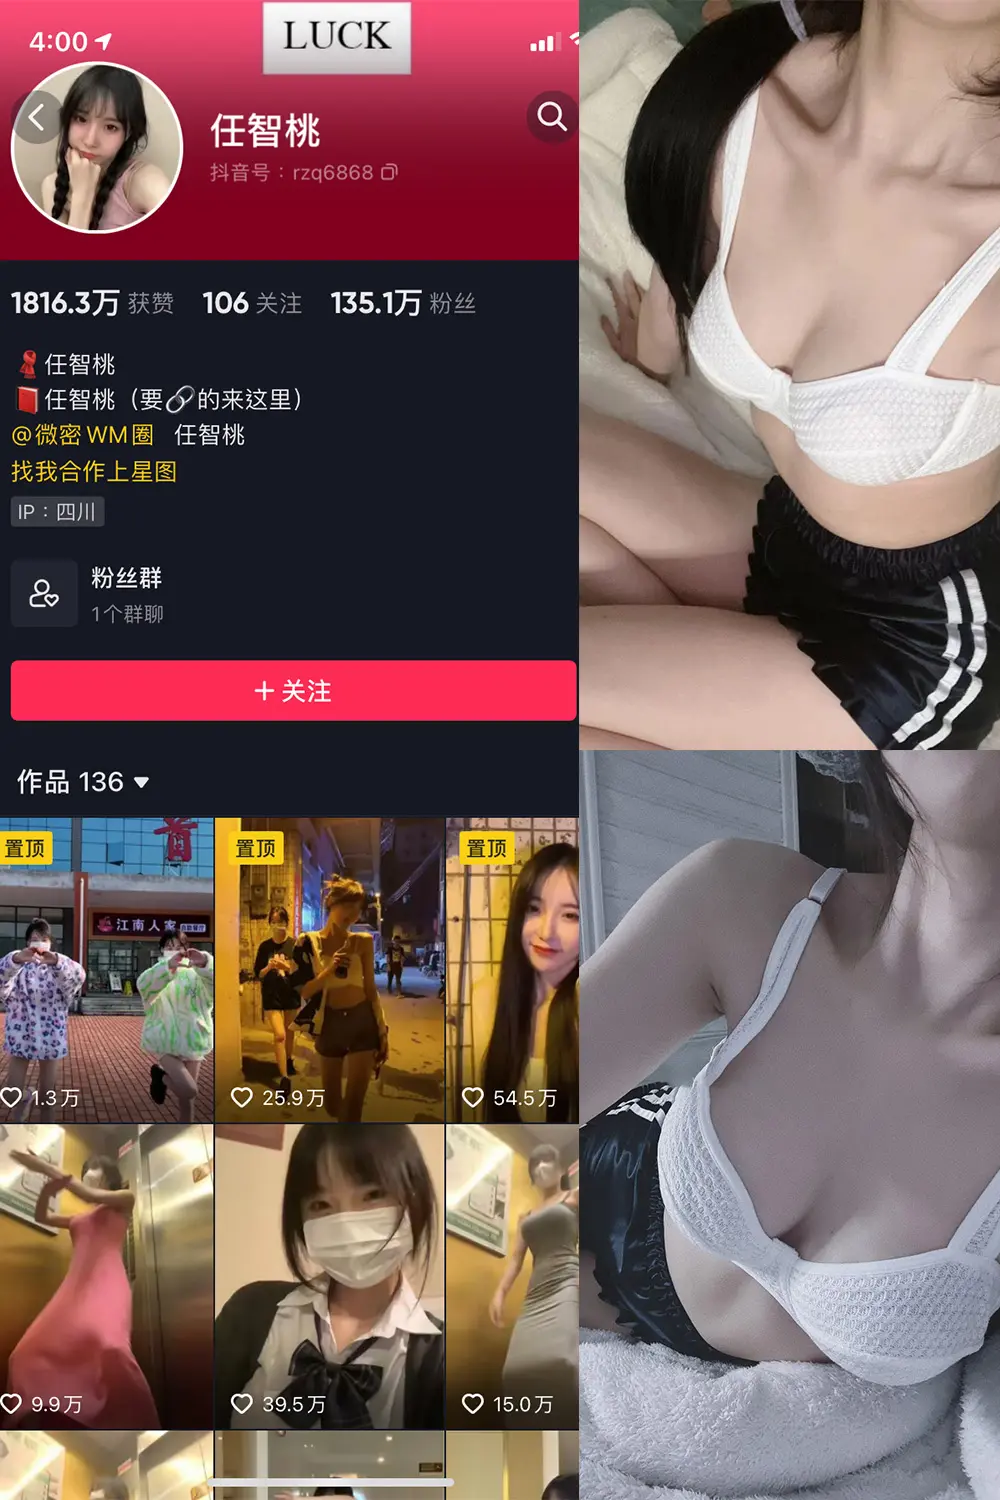 4:00
LUCK
任智桃
抖音号：rzq6868
1816.3万 获赞 106 关注 135.1万 粉丝
任智桃
任智桃（要🔗的来这里）
@微密WM圈 任智桃
找我合作上星图
IP：四川
粉丝群
1个群聊
+ 关注
作品 136
置顶 置顶 置顶
江南人家
1.3万 25.9万 54.5万
9.9万 39.5万 15.0万